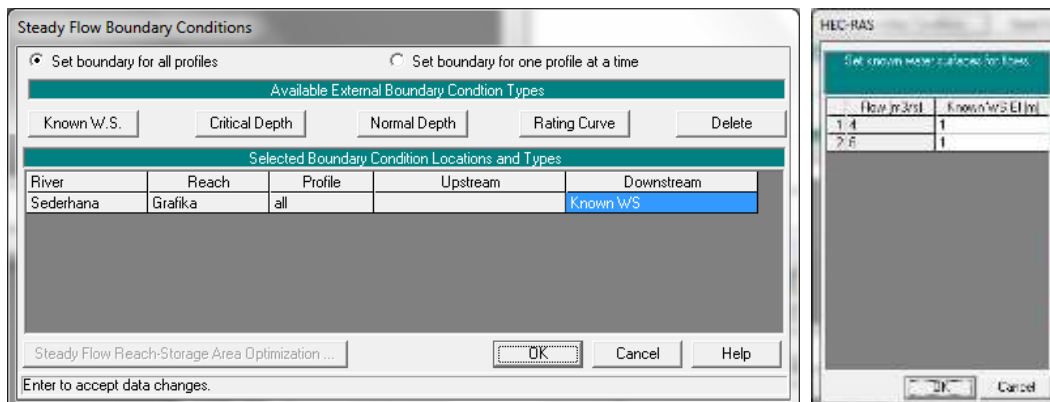 Steady Flow Boundary Conditions
Set boundary for all profiles
Set boundary for one profile at a time
Available External Boundary Condtion Types
Known W.S.
Critical Depth
Normal Depth
Rating Curve
Delete
Selected Boundary Condition Locations and Types
River Reach Profile Upstream Downstream
Sederhana Grafika all Known WS
Steady Flow Reach-Storage Area Optimization ...
OK Cancel Help
Enter to accept data changes.
HEC-RAS
Set known water surfaces for flows
Flow [m3/s] Known WS El [m]
1 4 1
2 6 1
OK Cancel